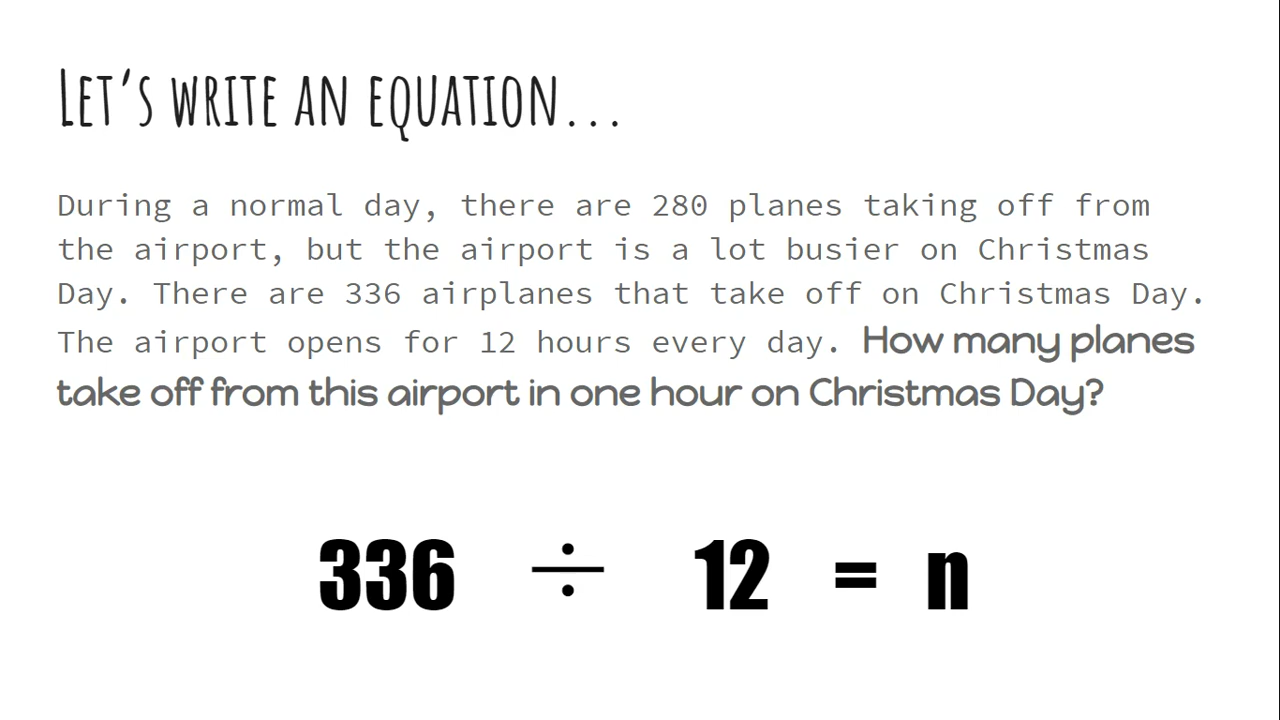 Let's write an equation...
During a normal day, there are 280 planes taking off from
the airport, but the airport is a lot busier on Christmas
Day. There are 336 airplanes that take off on Christmas Day.
The airport opens for 12 hours every day. How many planes
take off from this airport in one hour on Christmas Day?
336 ÷ 12 = n